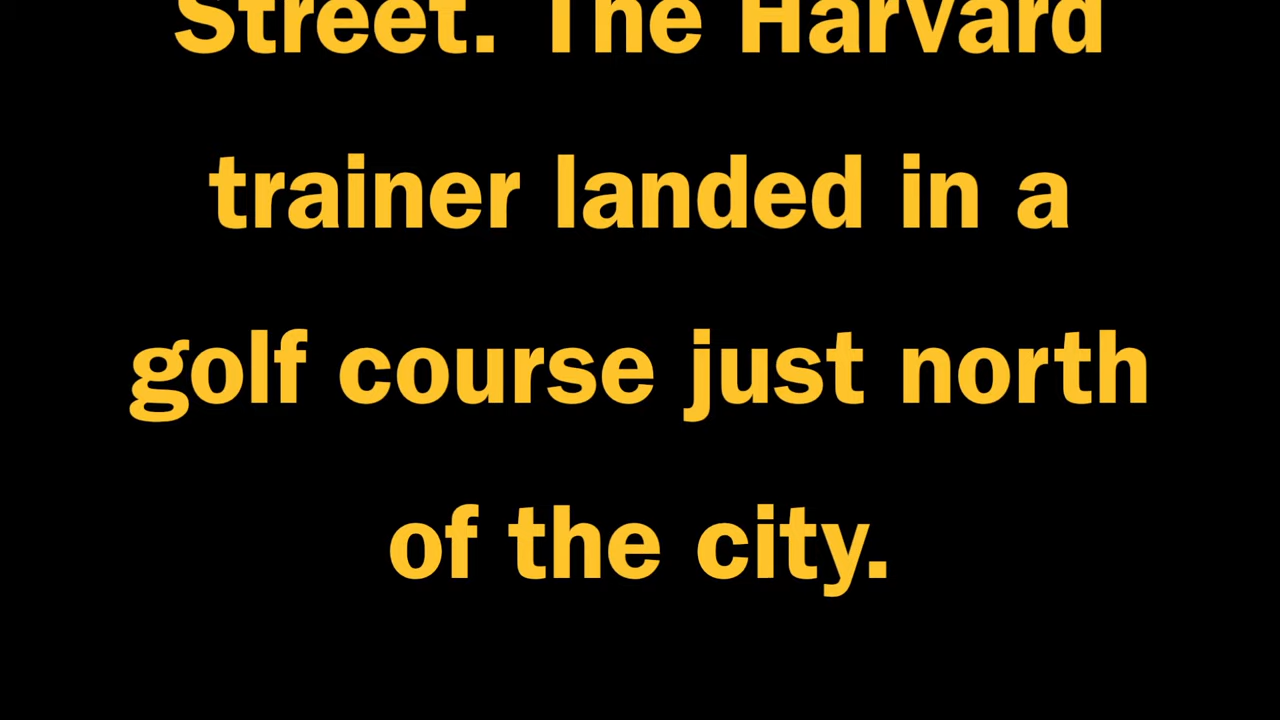 Street. The Harvard
trainer landed in a
golf course just north
of the city.